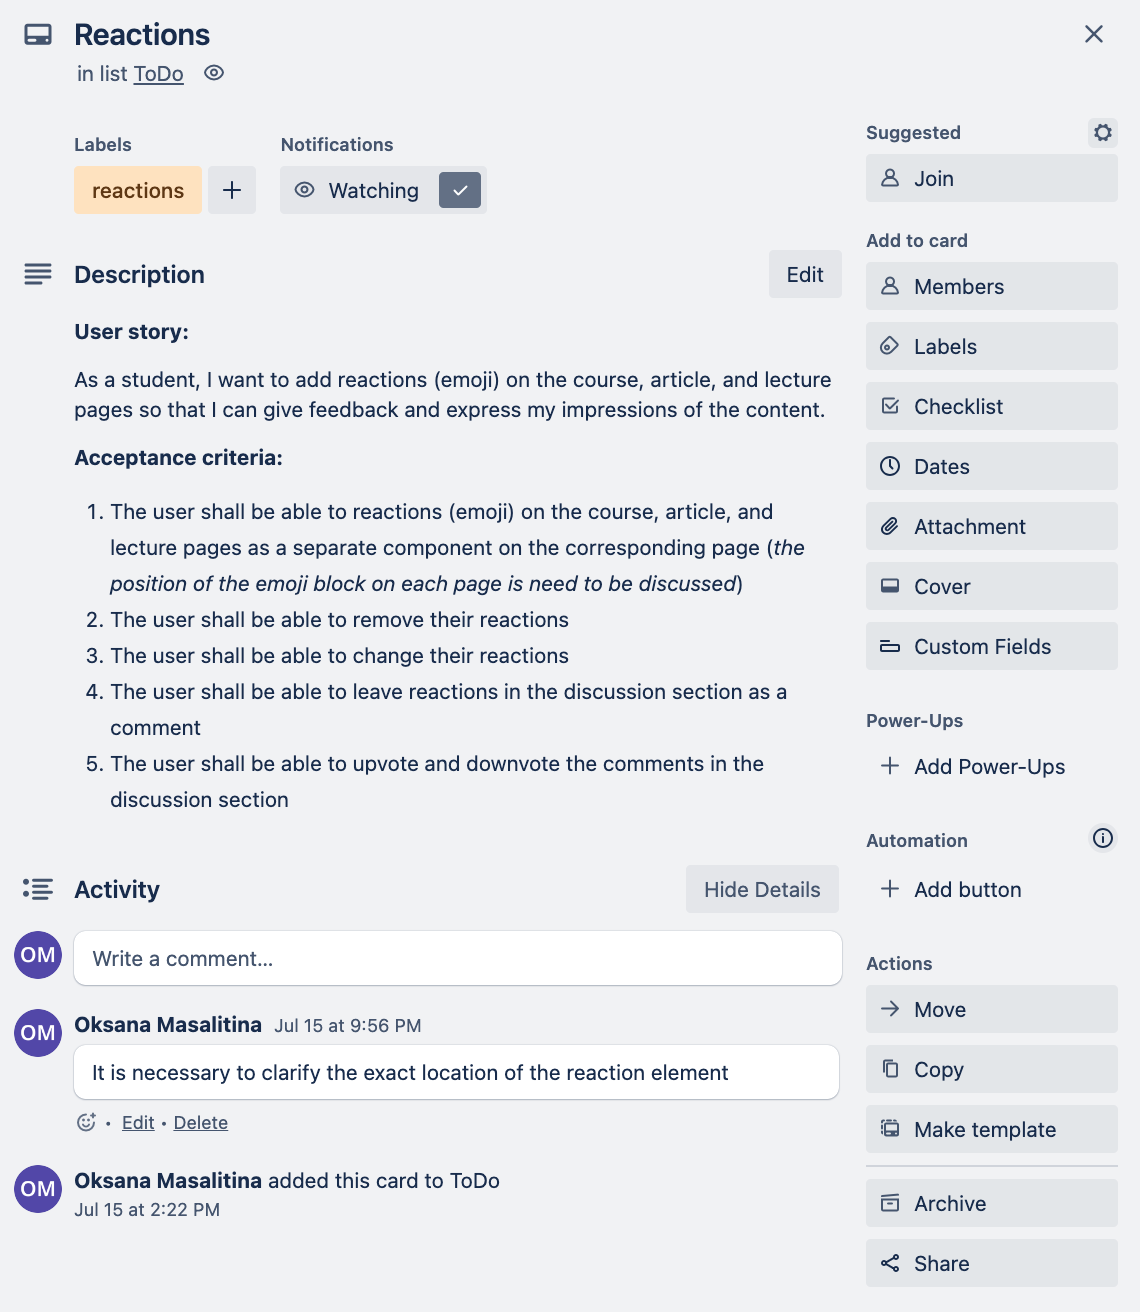 Reactions
in list ToDo
Labels
Notifications
reactions
Watching
Description
Edit
User story:
As a student, I want to add reactions (emoji) on the course, article, and lecture
pages so that I can give feedback and express my impressions of the content.
Acceptance criteria:
1. The user shall be able to reactions (emoji) on the course, article, and
lecture pages as a separate component on the corresponding page (the
position of the emoji block on each page is need to be discussed)
2. The user shall be able to remove their reactions
3. The user shall be able to change their reactions
4. The user shall be able to leave reactions in the discussion section as a
comment
5. The user shall be able to upvote and downvote the comments in the
discussion section
Activity
Hide Details
OM
Write a comment...
OM
Oksana Masalitina Jul 15 at 9:56 PM
It is necessary to clarify the exact location of the reaction element
• Edit • Delete
OM
Oksana Masalitina added this card to ToDo
Jul 15 at 2:22 PM
Suggested
Join
Add to card
Members
Labels
Checklist
Dates
Attachment
Cover
Custom Fields
Power-Ups
Add Power-Ups
Automation
Add button
Actions
Move
Copy
Make template
Archive
Share